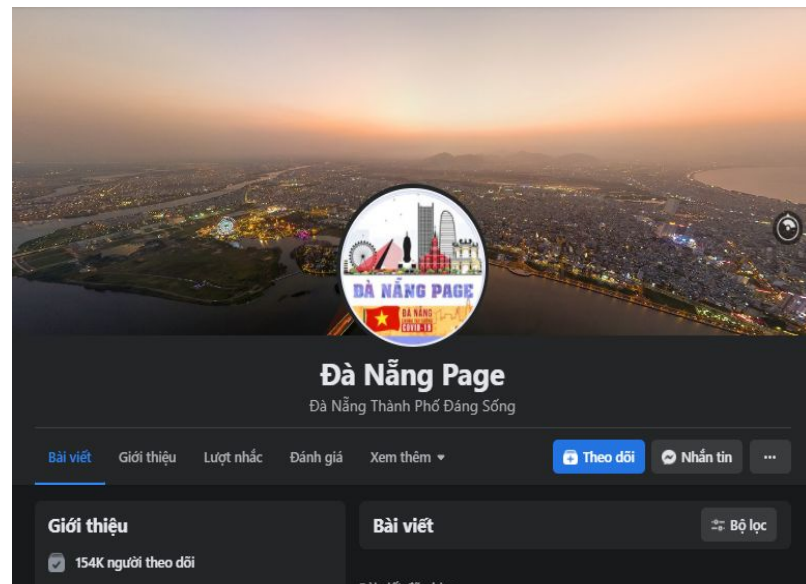 ĐÀ NẴNG PAGE
ĐÀ NẴNG
COVID-19
Đà Nẵng Page
Đà Nẵng Thành Phố Đáng Sống
Bài viết
Giới thiệu
Lượt nhắc
Đánh giá
Xem thêm
Theo dõi
Nhắn tin
Giới thiệu
154K người theo dõi
Bài viết
Bộ lọc